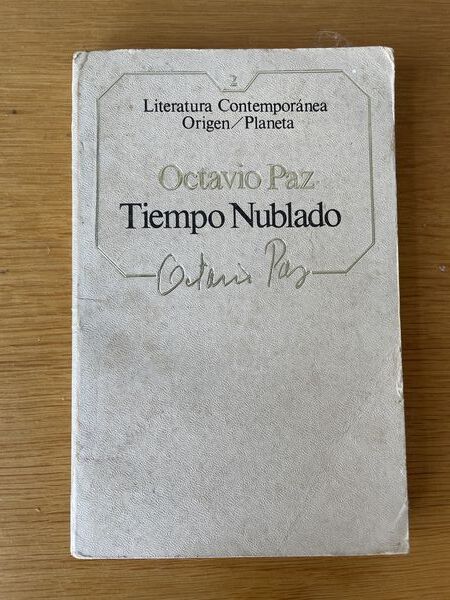 2
Literatura Contemporánea
Origen/Planeta
Octavio Paz
Tiempo Nublado
Octavio Paz